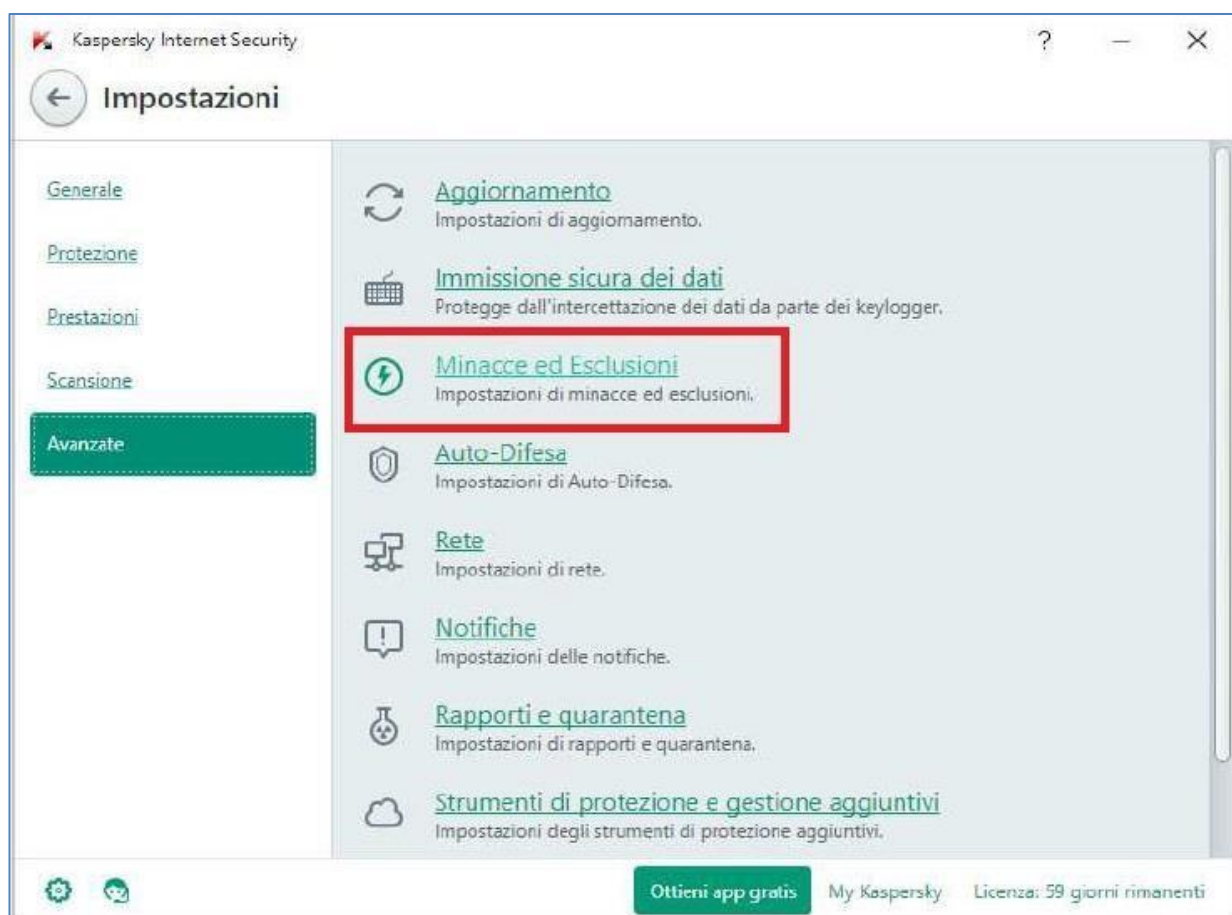 Kaspersky Internet Security
?
Impostazioni
Generale
Protezione
Prestazioni
Scansione
Avanzate
Aggiornamento
Impostazioni di aggiornamento.
Immissione sicura dei dati
Protegge dall'intercettazione dei dati da parte dei keylogger.
Minacce ed Esclusioni
Impostazioni di minacce ed esclusioni.
Auto-Difesa
Impostazioni di Auto-Difesa.
Rete
Impostazioni di rete.
Notifiche
Impostazioni delle notifiche.
Rapporti e quarantena
Impostazioni di rapporti e quarantena.
Strumenti di protezione e gestione aggiuntivi
Impostazioni degli strumenti di protezione aggiuntivi.
Ottieni app gratis My Kaspersky Licenza: 59 giorni rimanenti